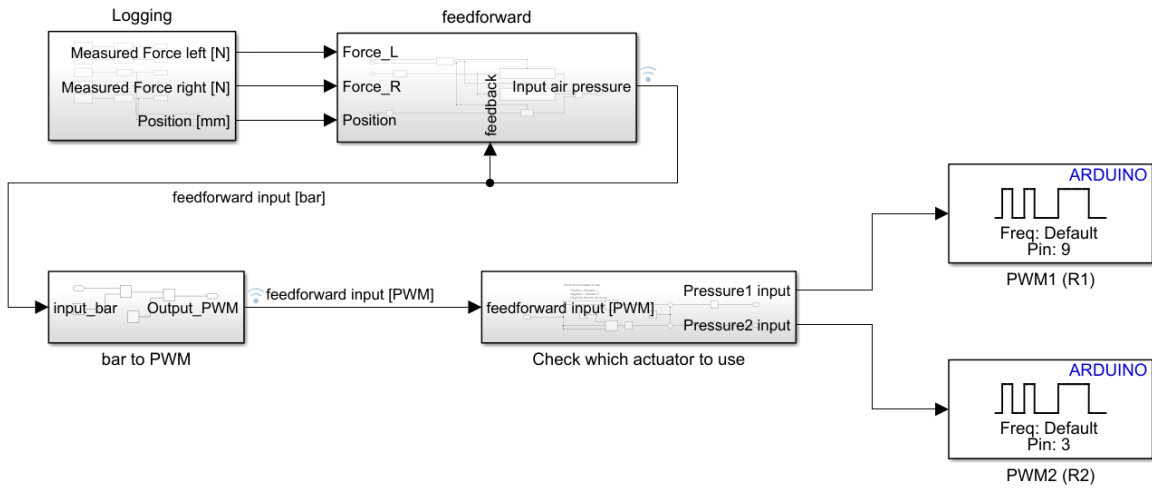 Logging
feedforward
Measured Force left [N]
Measured Force right [N]
Position [mm]
Force_L
Force_R
Position
feedback
Input air pressure
feedforward input [bar]
ARDUINO
Freq: Default
Pin: 9
PWM1 (R1)
input_bar
Output_PWM
bar to PWM
feedforward input [PWM]
feedforward input [PWM]
Pressure1 input
Pressure2 input
Check which actuator to use
ARDUINO
Freq: Default
Pin: 3
PWM2 (R2)